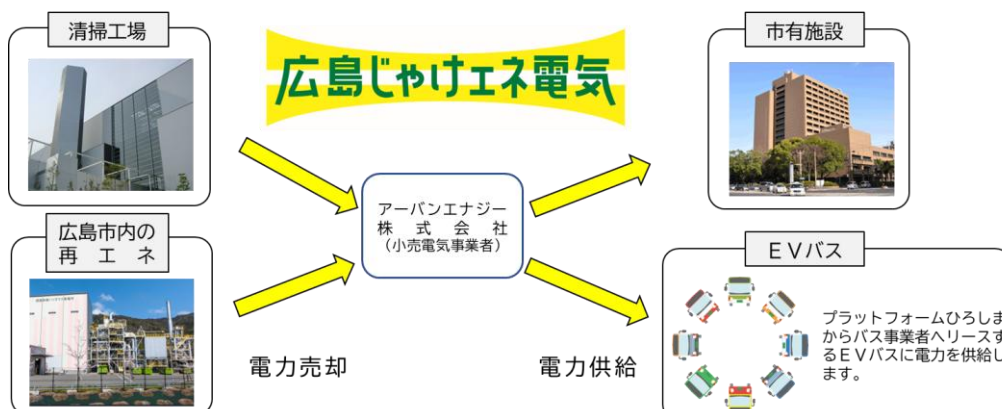 清掃工場
広島じゃけエネ電気
市有施設
アーバンエナジー
株式会社
（小売電気事業者）
広島市内の
再エネ
EVバス
プラットフォームひろしま
からバス事業者へリースす
るEVバスに電力を供給し
ます。
電力売却
電力供給